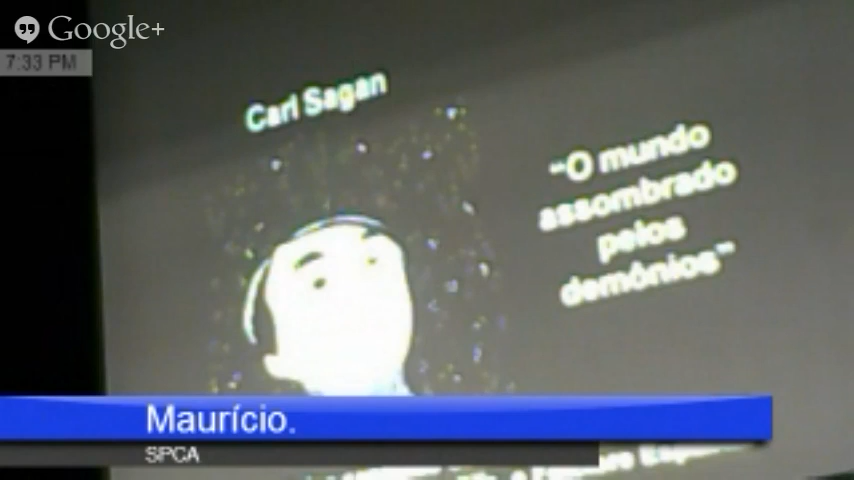 Google+
7:33 PM
Carl Sagan
“O mundo
assombrado
pelos
demônios”
Maurício.
SPCA